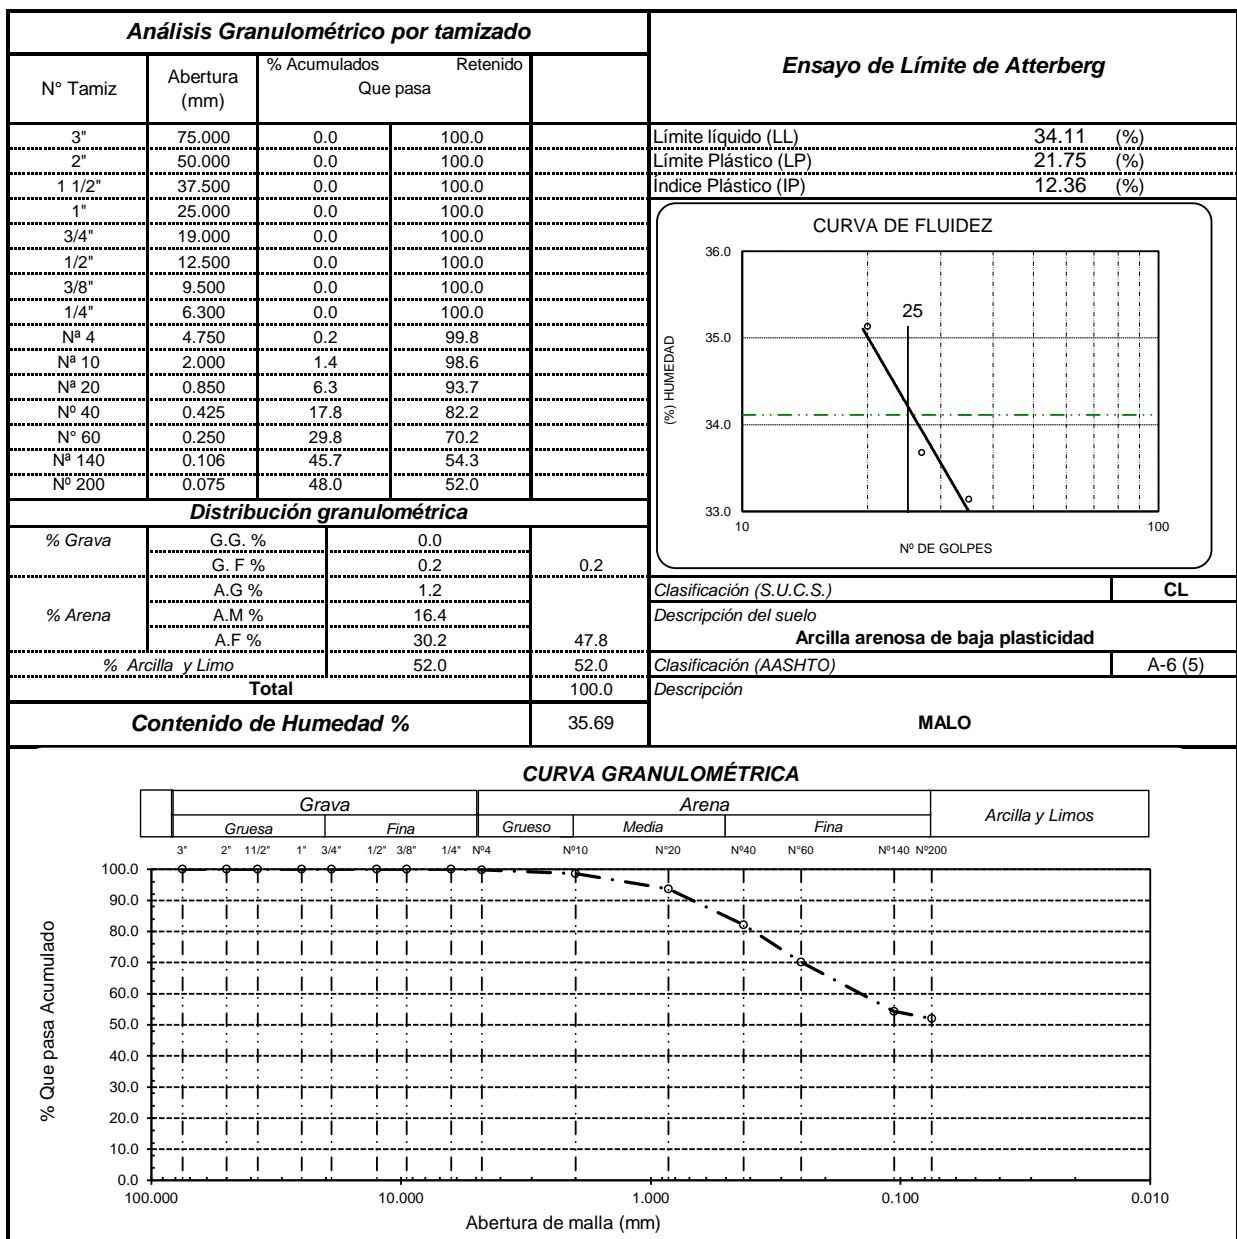 Análisis Granulométrico por tamizado
N° Tamiz Abertura (mm) % Acumulados Retenido Que pasa
3" 75.000 0.0 100.0
2" 50.000 0.0 100.0
1 1/2" 37.500 0.0 100.0
1" 25.000 0.0 100.0
3/4" 19.000 0.0 100.0
1/2" 12.500 0.0 100.0
3/8" 9.500 0.0 100.0
1/4" 6.300 0.0 100.0
Nª 4 4.750 0.2 99.8
Nª 10 2.000 1.4 98.6
Nª 20 0.850 6.3 93.7
Nº 40 0.425 17.8 82.2
N° 60 0.250 29.8 70.2
Nª 140 0.106 45.7 54.3
Nº 200 0.075 48.0 52.0
Distribución granulométrica
% Grava G.G. % 0.0
G. F % 0.2 0.2
A.G % 1.2
% Arena A.M % 16.4
A.F % 30.2 47.8
% Arcilla y Limo 52.0 52.0
Total 100.0
Contenido de Humedad % 35.69
Ensayo de Límite de Atterberg
Límite líquido (LL) 34.11 (%)
Límite Plástico (LP) 21.75 (%)
Índice Plástico (IP) 12.36 (%)
CURVA DE FLUIDEZ
36.0
25
35.0
34.0
33.0
(%) HUMEDAD
10 100
Nº DE GOLPES
Clasificación (S.U.C.S.) CL
Descripción del suelo
Arcilla arenosa de baja plasticidad
Clasificación (AASHTO) A-6 (5)
Descripción
MALO
CURVA GRANULOMÉTRICA
Grava Arena Arcilla y Limos
Gruesa Fina Grueso Media Fina
3" 2" 11/2" 1" 3/4" 1/2" 3/8" 1/4" Nº4 Nº10 N°20 N°40 N°60 Nº140 Nº200
100.0
90.0
80.0
70.0
60.0
50.0
40.0
30.0
20.0
10.0
0.0
% Que pasa Acumulado
100.000 10.000 1.000 0.100 0.010
Abertura de malla (mm)